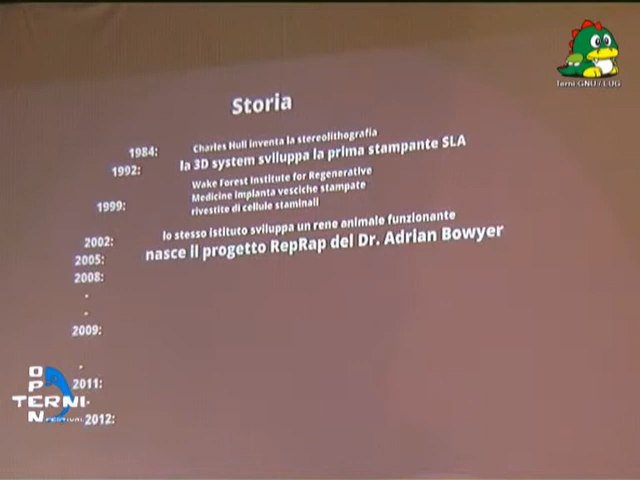 Terni GNU / LUG
Storia
1984: Charles Hull inventa la stereolithografia
1992: la 3D system sviluppa la prima stampante SLA
Wake Forest Institute for Regenerative
1999: Medicine impianta vesciche stampate
rivestite di cellule staminali
2002: lo stesso istituto sviluppa un rene animale funzionante
2005: nasce il progetto RepRap del Dr. Adrian Bowyer
2008:
.
.
2009:
.
2011:
2012:
OPEN
TERNI
FESTIVAL